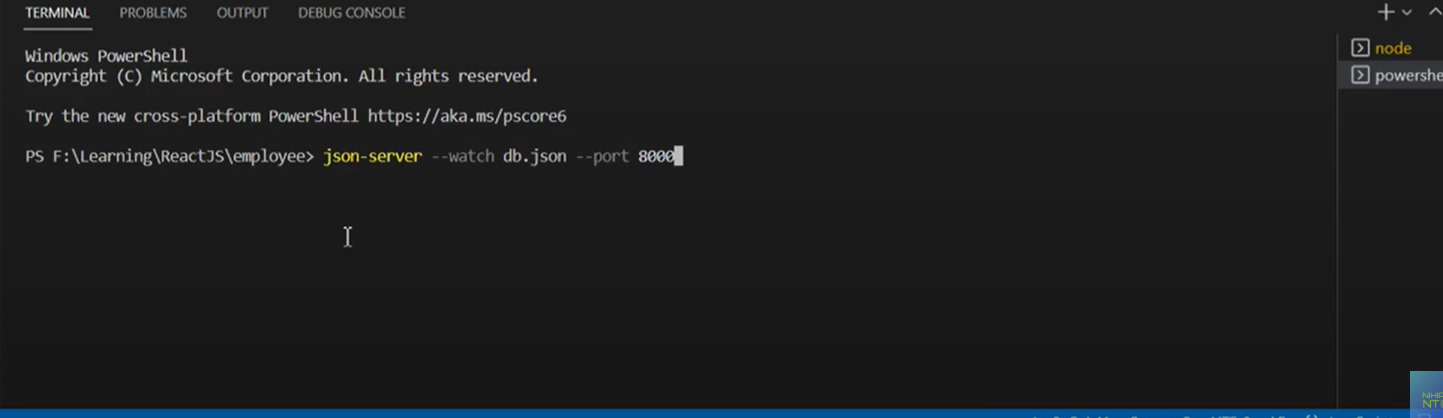 TERMINAL PROBLEMS OUTPUT DEBUG CONSOLE
Windows PowerShell
Copyright (C) Microsoft Corporation. All rights reserved.
Try the new cross-platform PowerShell https://aka.ms/pscore6
PS F:\Learning\ReactJS\employee> json-server --watch db.json --port 8000
node
powershe